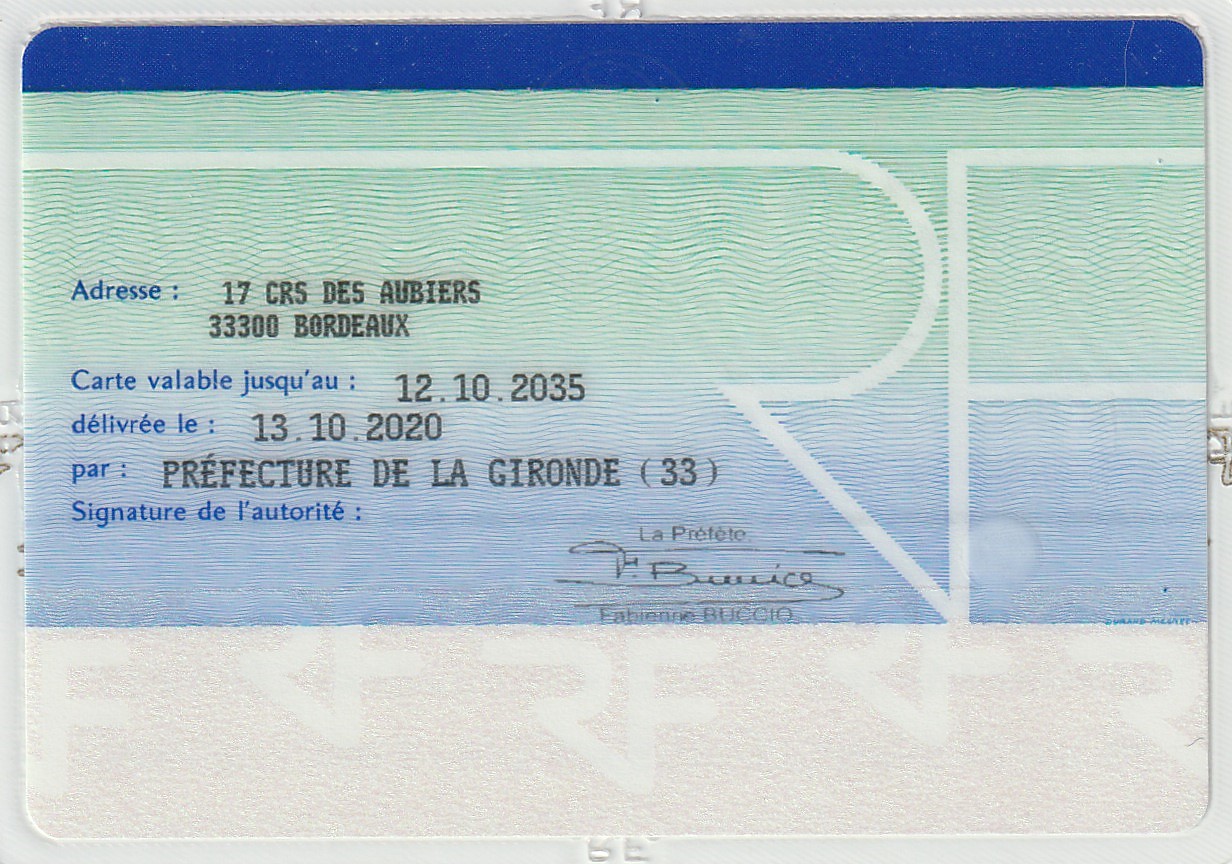 Adresse : 17 CRS DES AUBIERS
33300 BORDEAUX
Carte valable jusqu'au : 12.10.2035
délivrée le : 13.10.2020
par : PRÉFECTURE DE LA GIRONDE (33)
Signature de l'autorité :
La Préfète
Fabienne BUCCIO
RF